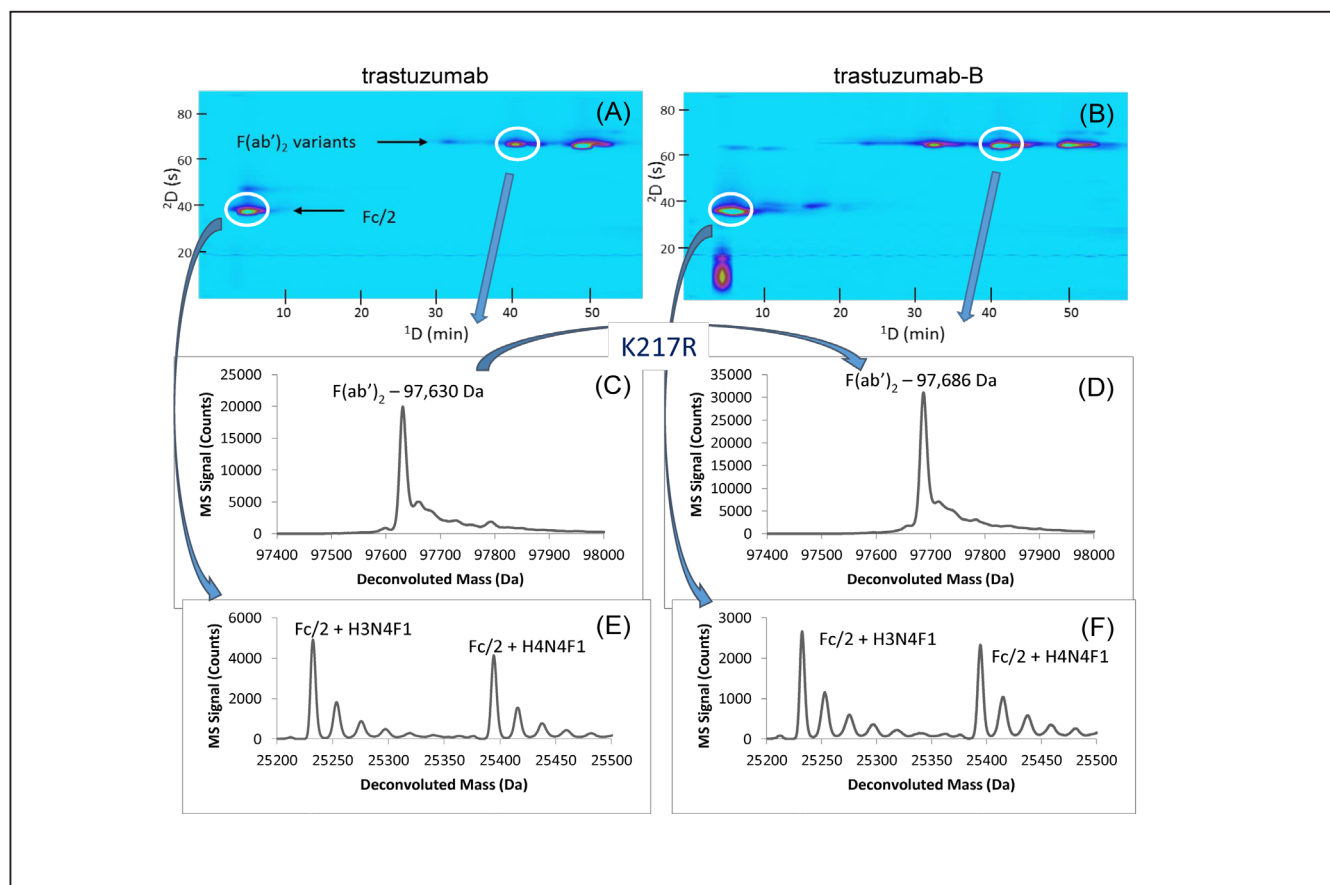 trastuzumab
trastuzumab-B
(A)
80
60
40
20
²D (s)
F(ab')₂ variants
Fc/2
10
20
30
40
50
¹D (min)
(B)
80
60
40
20
²D (s)
10
20
30
40
50
¹D (min)
K217R
(C)
F(ab')₂ – 97,630 Da
MS Signal (Counts)
25000
20000
15000
10000
5000
0
97400 97500 97600 97700 97800 97900 98000
Deconvoluted Mass (Da)
(D)
F(ab')₂ – 97,686 Da
MS Signal (Counts)
35000
30000
25000
20000
15000
10000
5000
0
97400 97500 97600 97700 97800 97900 98000
Deconvoluted Mass (Da)
(E)
Fc/2 + H3N4F1
Fc/2 + H4N4F1
MS Signal (Counts)
6000
4000
2000
0
25200 25250 25300 25350 25400 25450 25500
Deconvoluted Mass (Da)
(F)
Fc/2 + H3N4F1
Fc/2 + H4N4F1
MS Signal (Counts)
3000
2000
1000
0
25200 25250 25300 25350 25400 25450 25500
Deconvoluted Mass (Da)